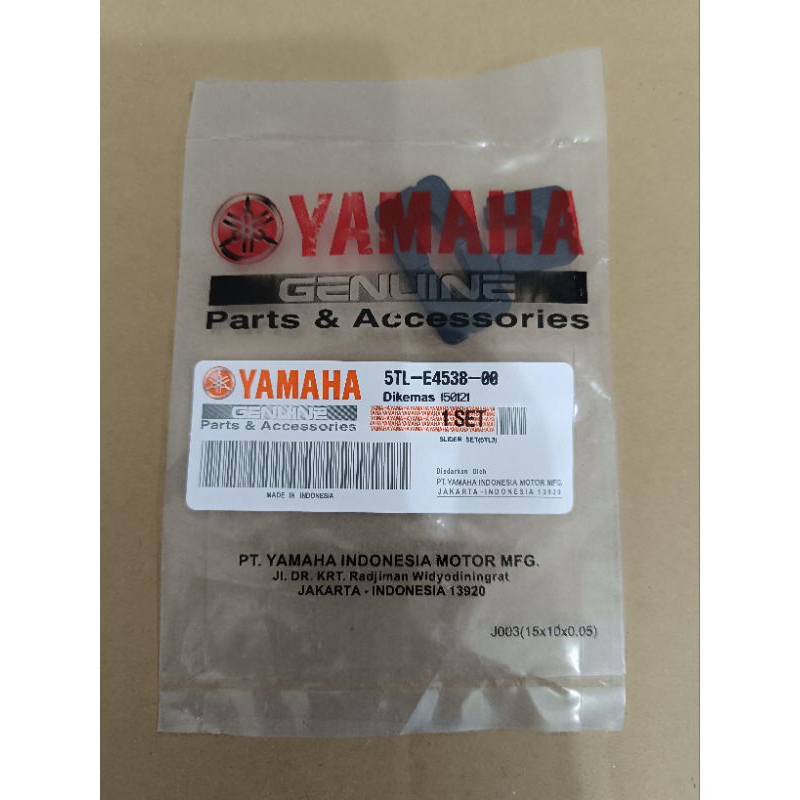 YAMAHA
GENUINE
Parts & Accessories
YAMAHA
GENUINE
Parts & Accessories
5TL-E4538-00
Dikemas 150121
1 SET
SLIDER SET(5TL3)
MADE IN INDONESIA
Diedarkan Oleh
PT. YAMAHA INDONESIA MOTOR MFG.
JAKARTA-INDONESIA 13920
PT. YAMAHA INDONESIA MOTOR MFG.
Jl. DR. KRT. Radjiman Widyodiningrat
JAKARTA - INDONESIA 13920
J003(15x10x0.05)